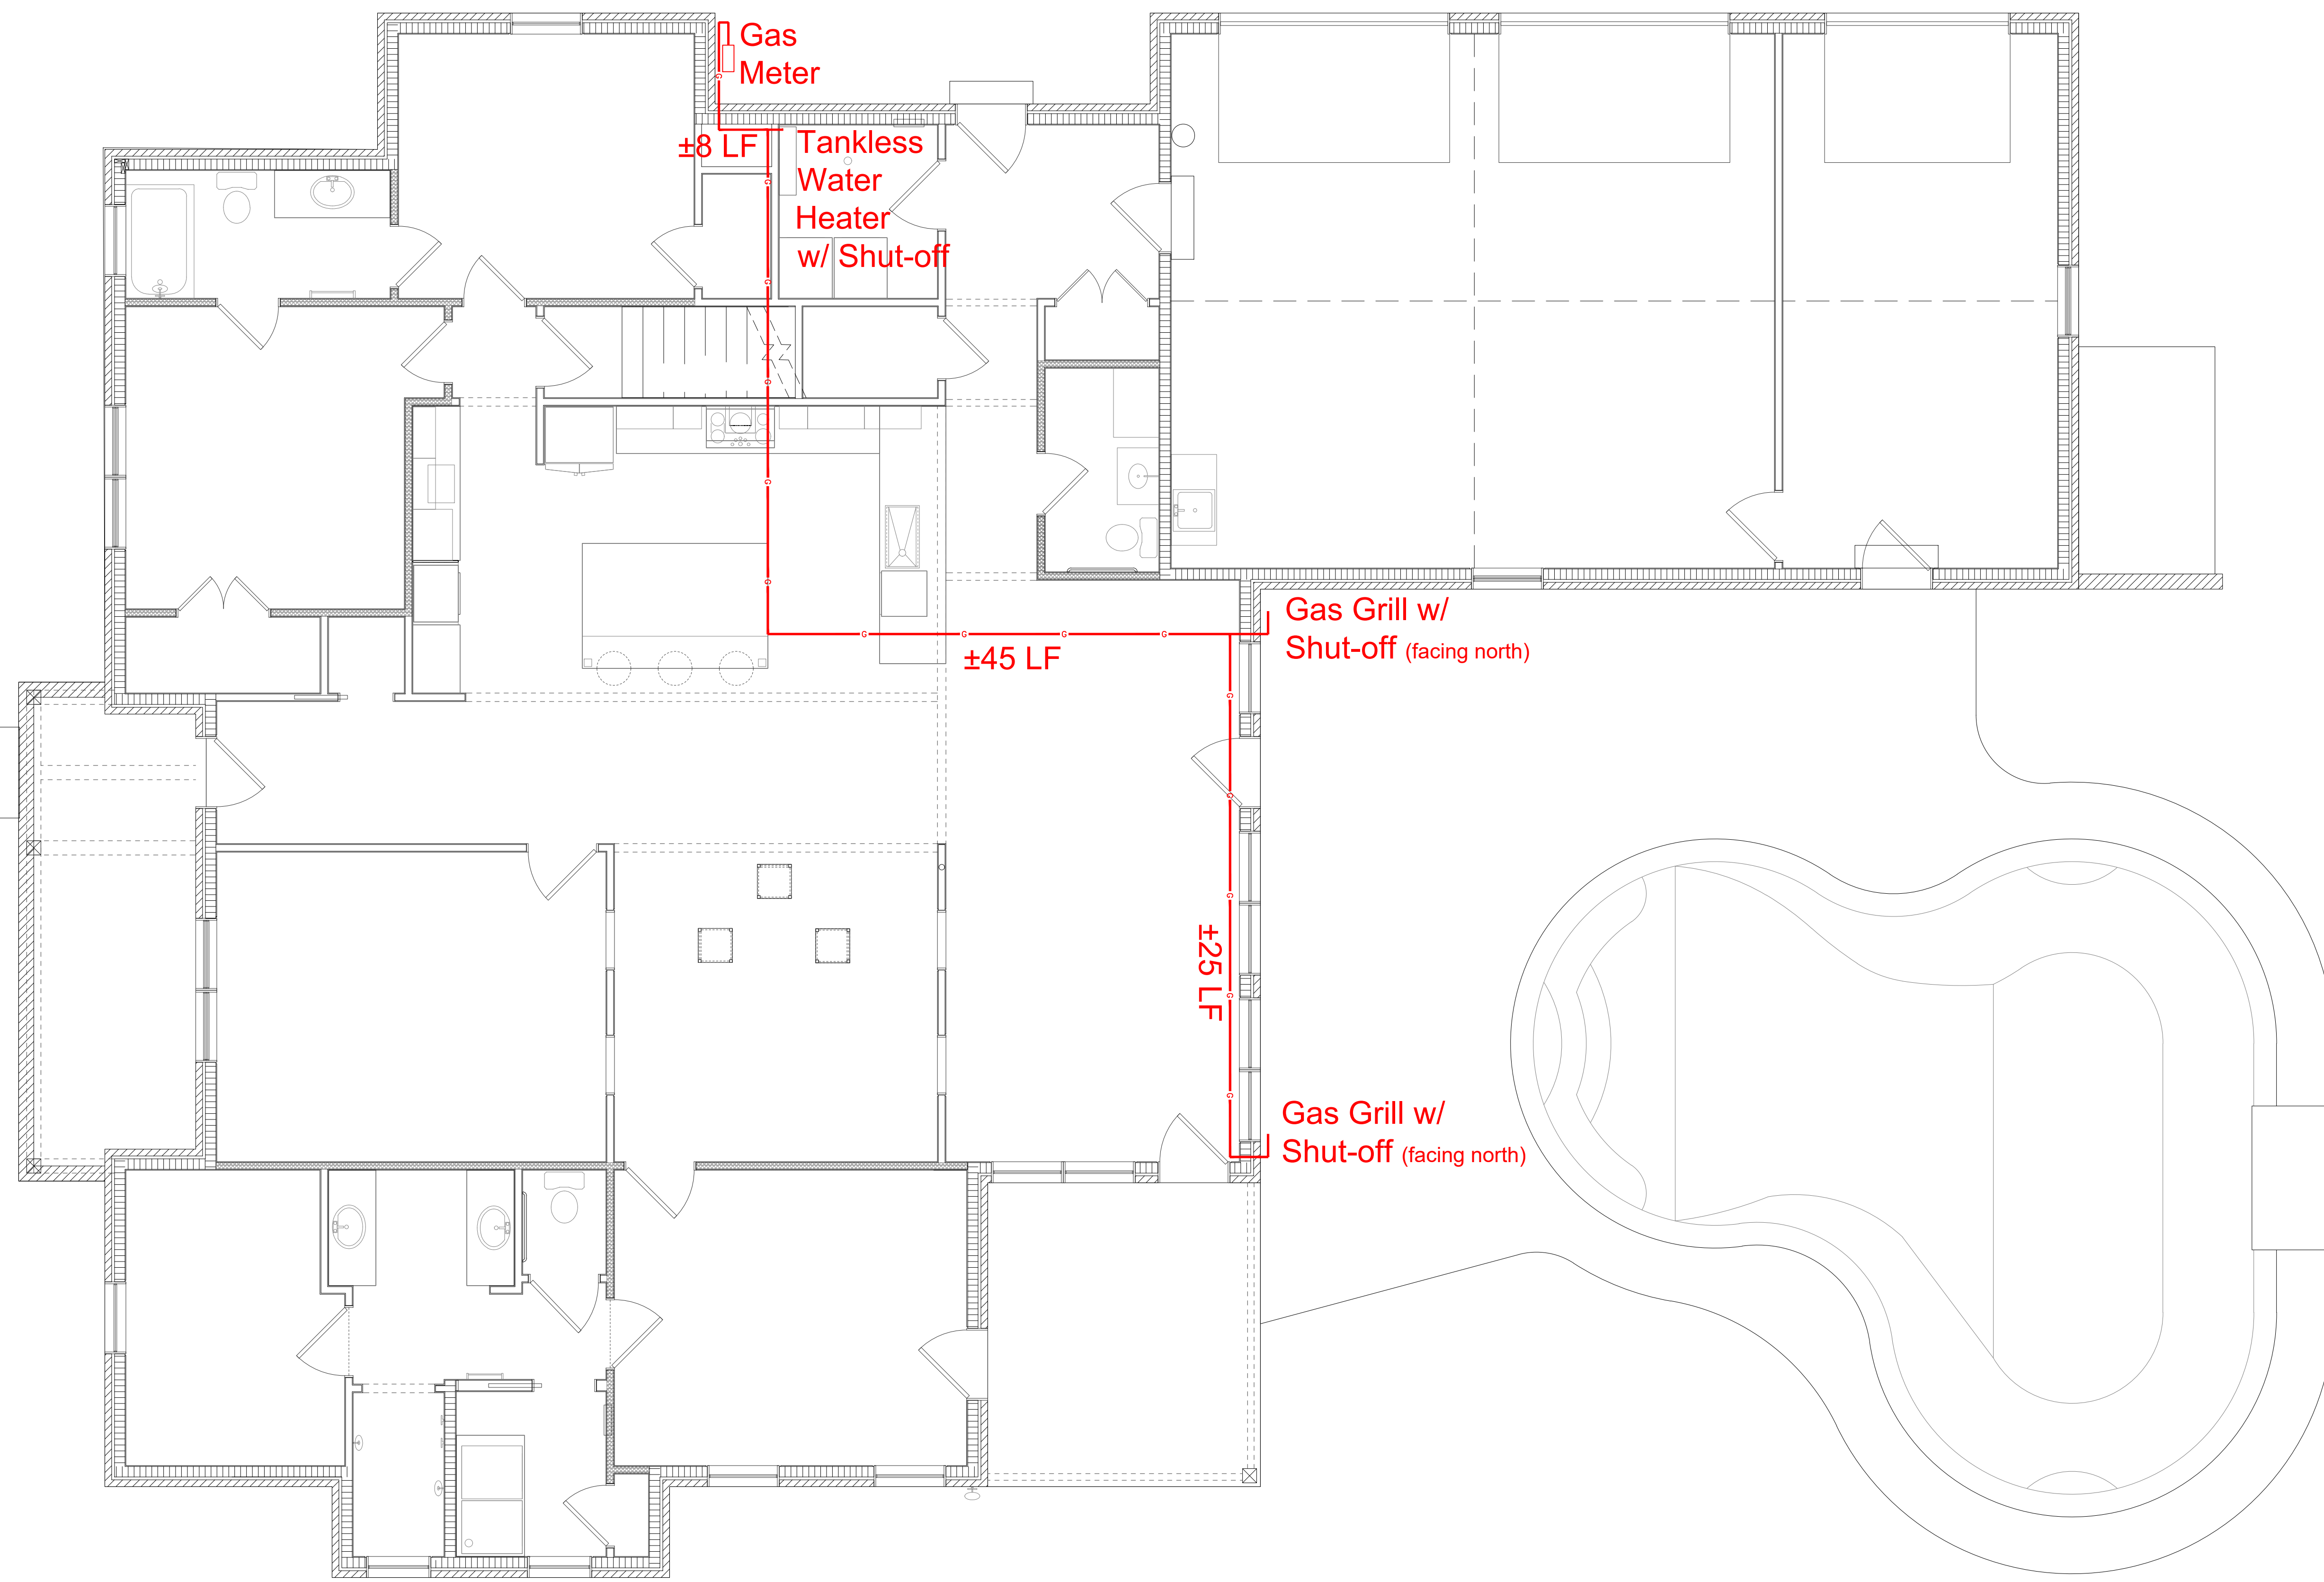 Gas
Meter
±8 LF
Tankless
Water
Heater
w/ Shut-off
G
G
G
G
G
G
G
G
G
G
Gas Grill w/
Shut-off (facing north)
±45 LF
G
G
G
G
G
±25 LF
Gas Grill w/
Shut-off (facing north)